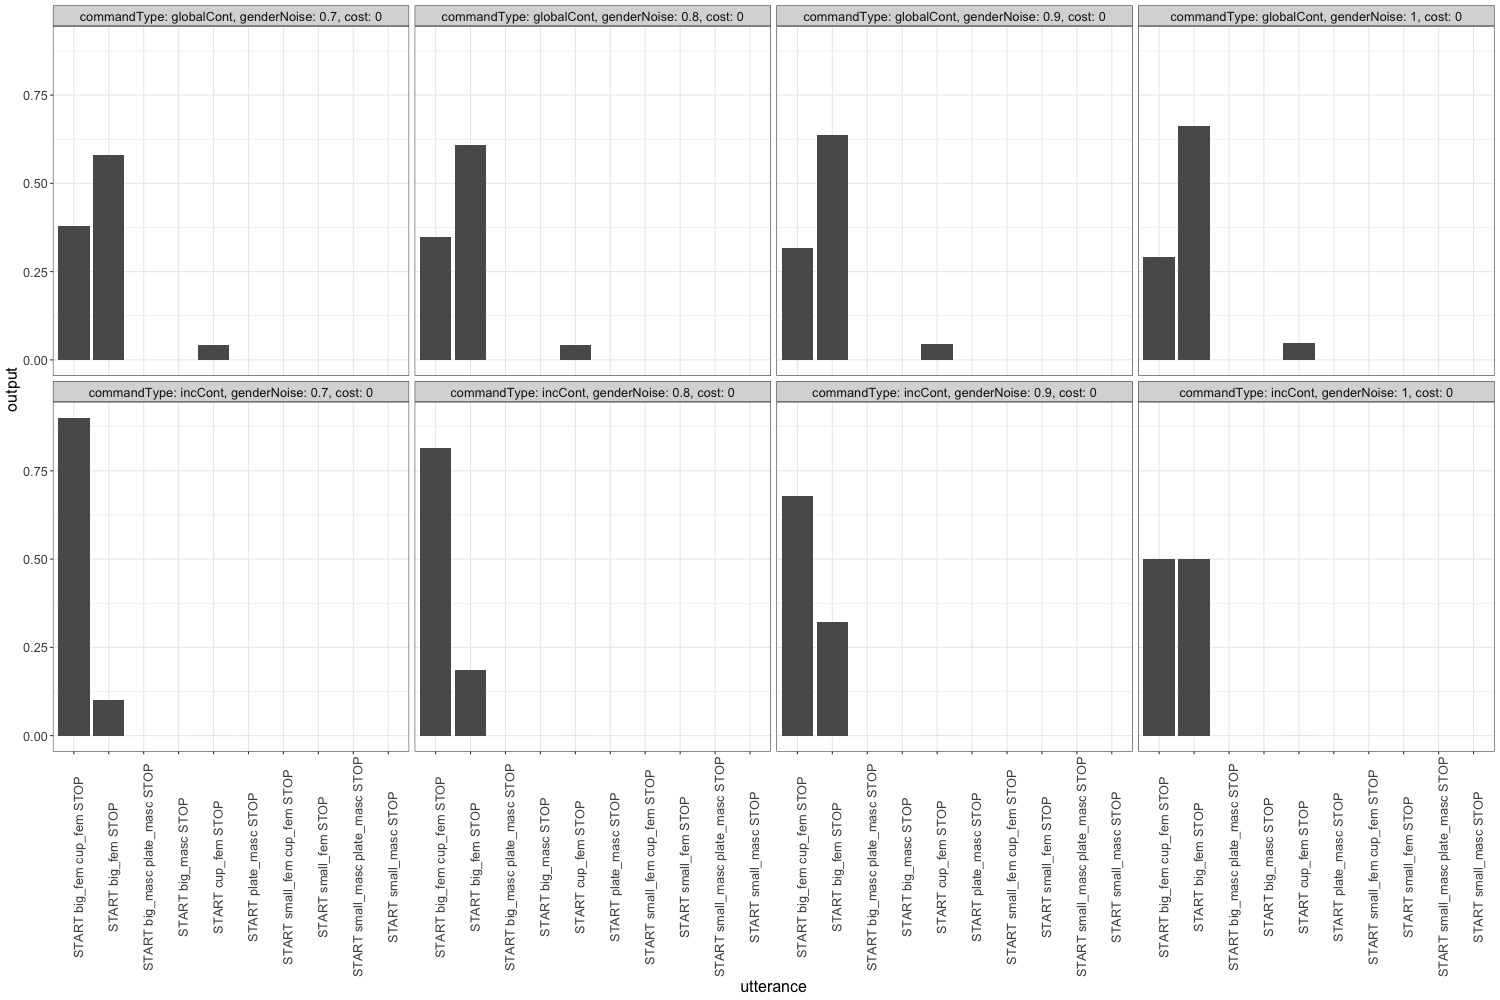 commandType: globalCont, genderNoise: 0.7, cost: 0
commandType: globalCont, genderNoise: 0.8, cost: 0
commandType: globalCont, genderNoise: 0.9, cost: 0
commandType: globalCont, genderNoise: 1, cost: 0
0.75
0.50
0.25
0.00
output
commandType: incCont, genderNoise: 0.7, cost: 0
commandType: incCont, genderNoise: 0.8, cost: 0
commandType: incCont, genderNoise: 0.9, cost: 0
commandType: incCont, genderNoise: 1, cost: 0
0.75
0.50
0.25
0.00
START big_fem cup_fem STOP
START big_fem STOP
START big_masc plate_masc STOP
START big_masc STOP
START cup_fem STOP
START plate_masc STOP
START small_fem cup_fem STOP
START small_fem STOP
START small_masc plate_masc STOP
START small_masc STOP
START big_fem cup_fem STOP
START big_fem STOP
START big_masc plate_masc STOP
START big_masc STOP
START cup_fem STOP
START plate_masc STOP
START small_fem cup_fem STOP
START small_fem STOP
START small_masc plate_masc STOP
START small_masc STOP
START big_fem cup_fem STOP
START big_fem STOP
START big_masc plate_masc STOP
START big_masc STOP
START cup_fem STOP
START plate_masc STOP
START small_fem cup_fem STOP
START small_fem STOP
START small_masc plate_masc STOP
START small_masc STOP
START big_fem cup_fem STOP
START big_fem STOP
START big_masc plate_masc STOP
START big_masc STOP
START cup_fem STOP
START plate_masc STOP
START small_fem cup_fem STOP
START small_fem STOP
START small_masc plate_masc STOP
START small_masc STOP
utterance